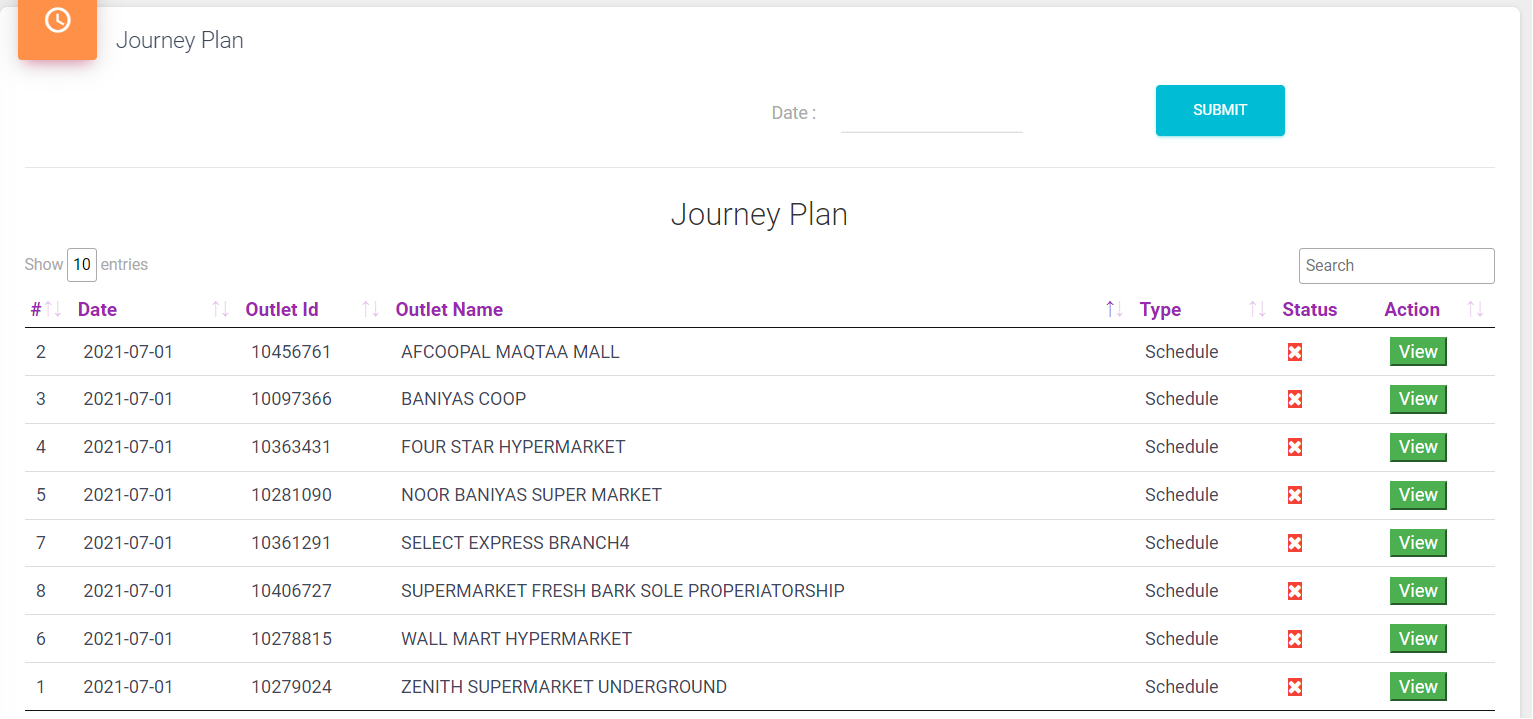 Journey Plan
Date :
SUBMIT
Journey Plan
Show 10 entries
Search
# Date Outlet Id Outlet Name Type Status Action
2 2021-07-01 10456761 AFCOOPAL MAQTAA MALL Schedule View
3 2021-07-01 10097366 BANIYAS COOP Schedule View
4 2021-07-01 10363431 FOUR STAR HYPERMARKET Schedule View
5 2021-07-01 10281090 NOOR BANIYAS SUPER MARKET Schedule View
7 2021-07-01 10361291 SELECT EXPRESS BRANCH4 Schedule View
8 2021-07-01 10406727 SUPERMARKET FRESH BARK SOLE PROPERIATORSHIP Schedule View
6 2021-07-01 10278815 WALL MART HYPERMARKET Schedule View
1 2021-07-01 10279024 ZENITH SUPERMARKET UNDERGROUND Schedule View